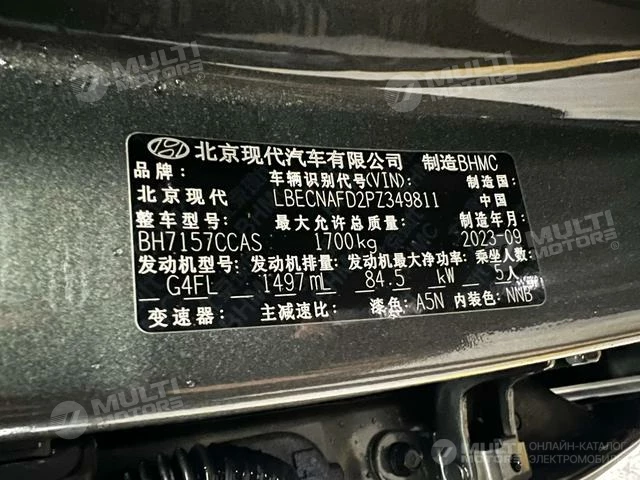 MULTI MOTORS
MULTI MOTORS
北京现代汽车有限公司 制造BHMC
品牌: 车辆识别代号(VIN): 制造国:
北京现代 LBECNAFD2PZ349811 中国
整车型号: 最大允许总质量: 制造年月:
BH7157CCAS 1700kg 2023-09
发动机型号: 发动机排量: 发动机最大净功率: 乘坐人数:
G4FL 1497mL 84.5 kW 5人
变速器: 主减速比: 漆色: A5N 内装色: NNB
MULTI MOTORS
MULTI MOTORS ОНЛАЙН-КАТАЛОГ ЭЛЕКТРОМОБИЛЕЙ